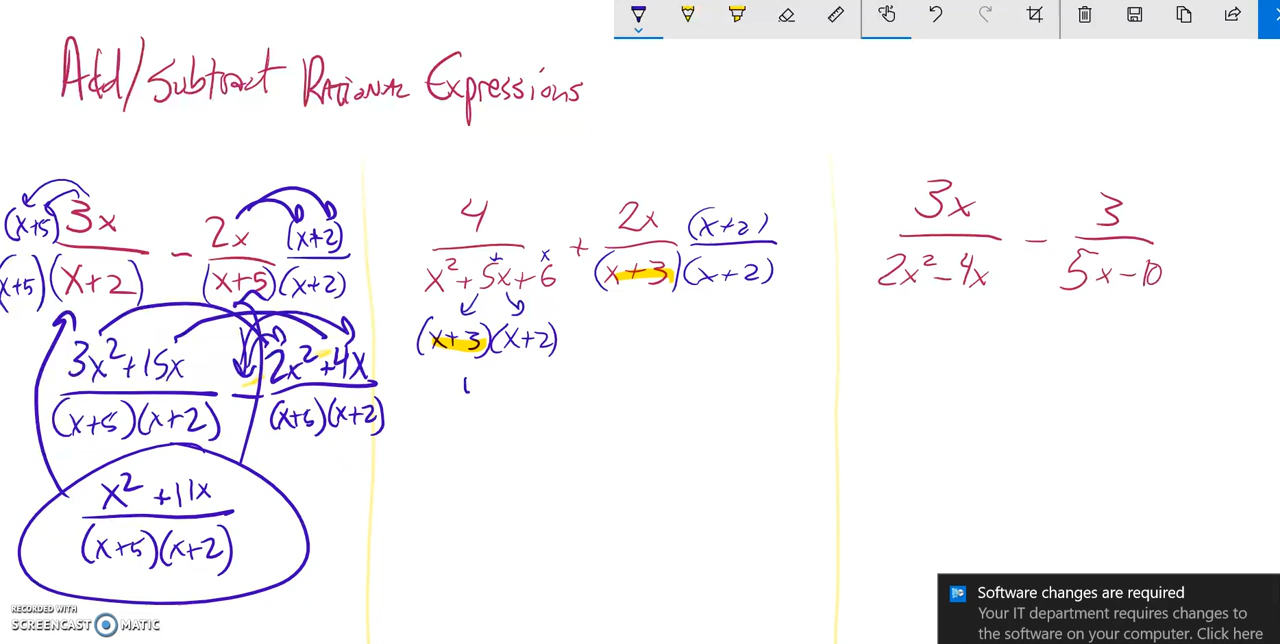 Add/Subtract Rational Expressions
(x+5) 3x / (x+5)(x+2) − 2x (x+2) / (x+5)(x+2)
3x² + 15x / (x+5)(x+2) − 2x² + 4x / (x+5)(x+2)
x² + 11x / (x+5)(x+2)
4 / x² + 5x + 6 + 2x (x+2) / (x+3)(x+2)
+ x
(x+3)(x+2)
3x / 2x² − 4x − 3 / 5x − 10
RECORDED WITH
SCREENCAST MATIC
Software changes are required
Your IT department requires changes to
the software on your computer. Click here